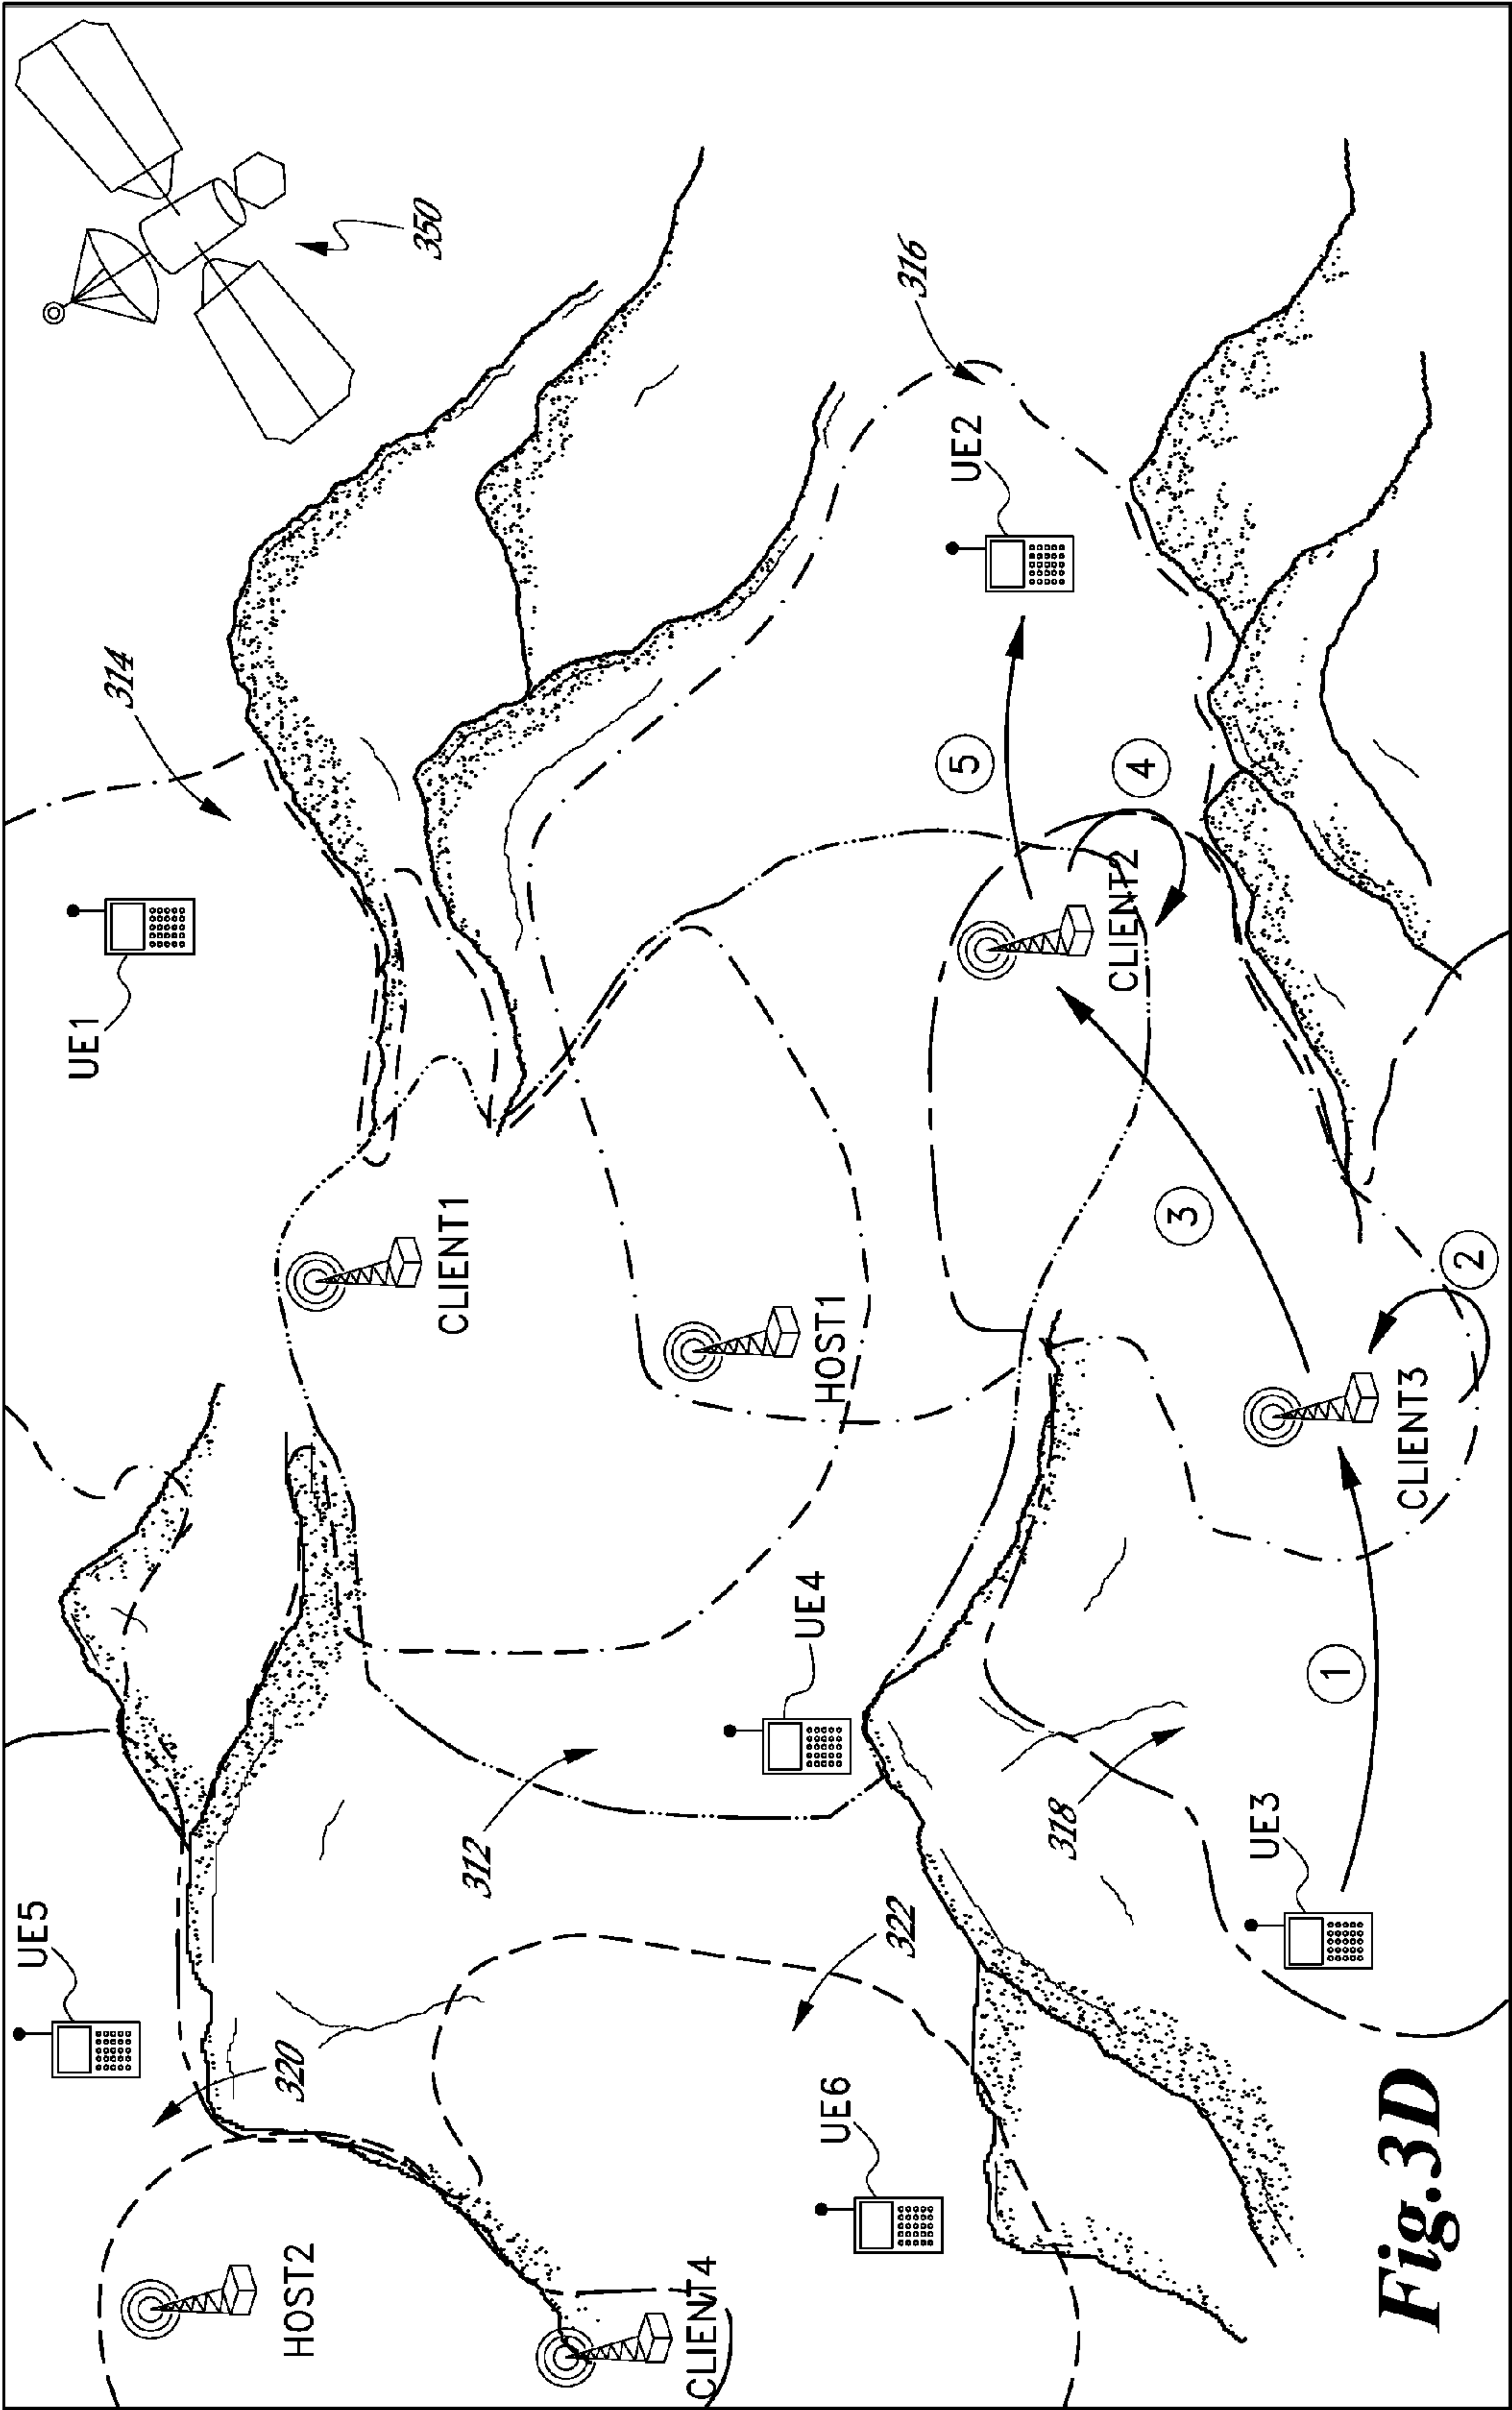 350
314
316
UE1
UE2
5
4
CLIENT1
CLIENT2
HOST1
3
2
CLIENT3
UE4
1
312
318
UE5
UE3
320
322
UE6
HOST2
CLIENT4
Fig.3D